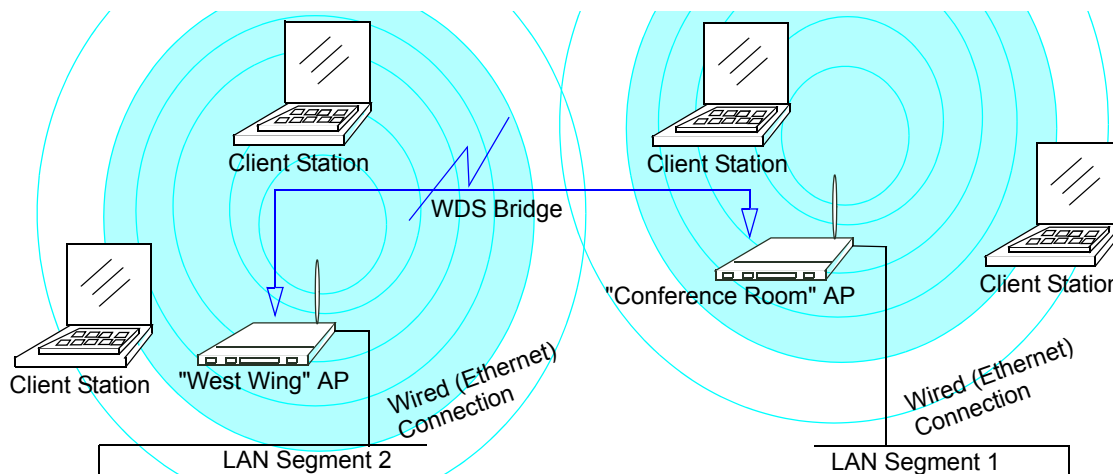 Client Station
Client Station
WDS Bridge
"Conference Room" AP
Client Station
Client Station
"West Wing" AP
Wired (Ethernet)
Connection
Wired (Ethernet)
Connection
LAN Segment 2
LAN Segment 1